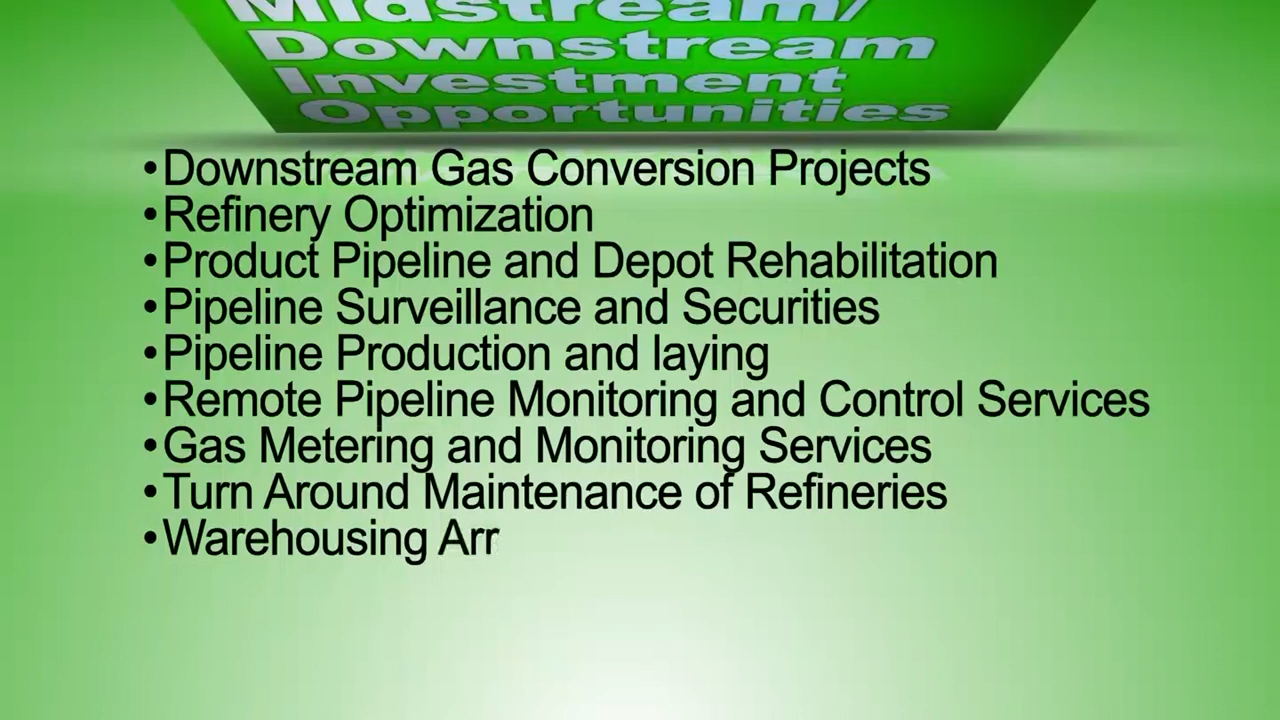 Midstream/
Downstream
Investment
Opportunities
•Downstream Gas Conversion Projects
•Refinery Optimization
•Product Pipeline and Depot Rehabilitation
•Pipeline Surveillance and Securities
•Pipeline Production and laying
•Remote Pipeline Monitoring and Control Services
•Gas Metering and Monitoring Services
•Turn Around Maintenance of Refineries
•Warehousing Arr